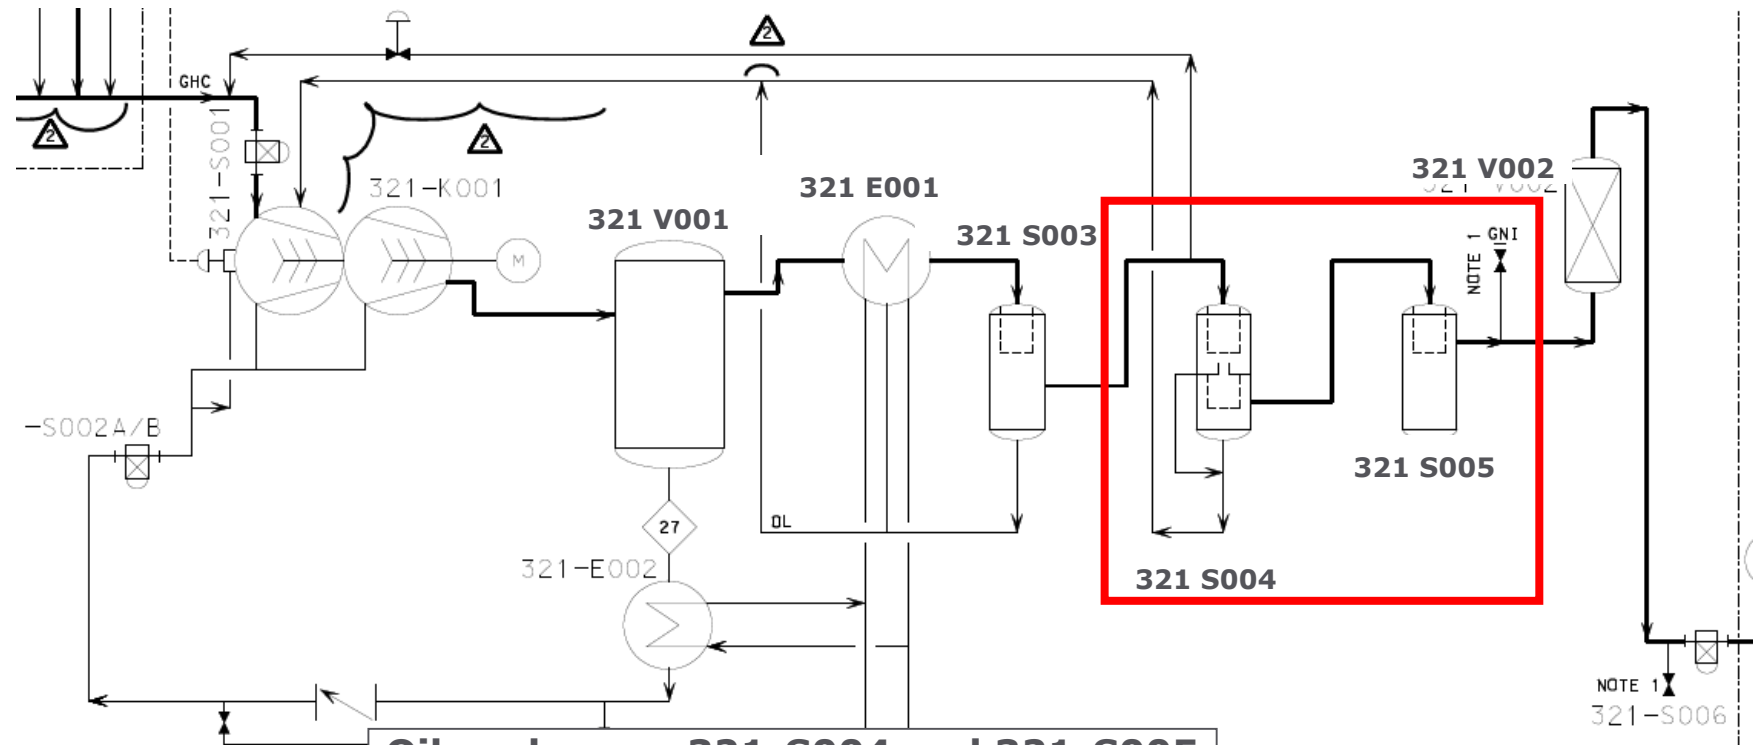 2
GHC
2
2
321-S001
321-K001
321 E001
321 V002
321 V001
321 S003
NOTE 1
GNI
M
-S002A/B
321 S005
27
OL
321-E002
321 S004
NOTE 1
321-S006